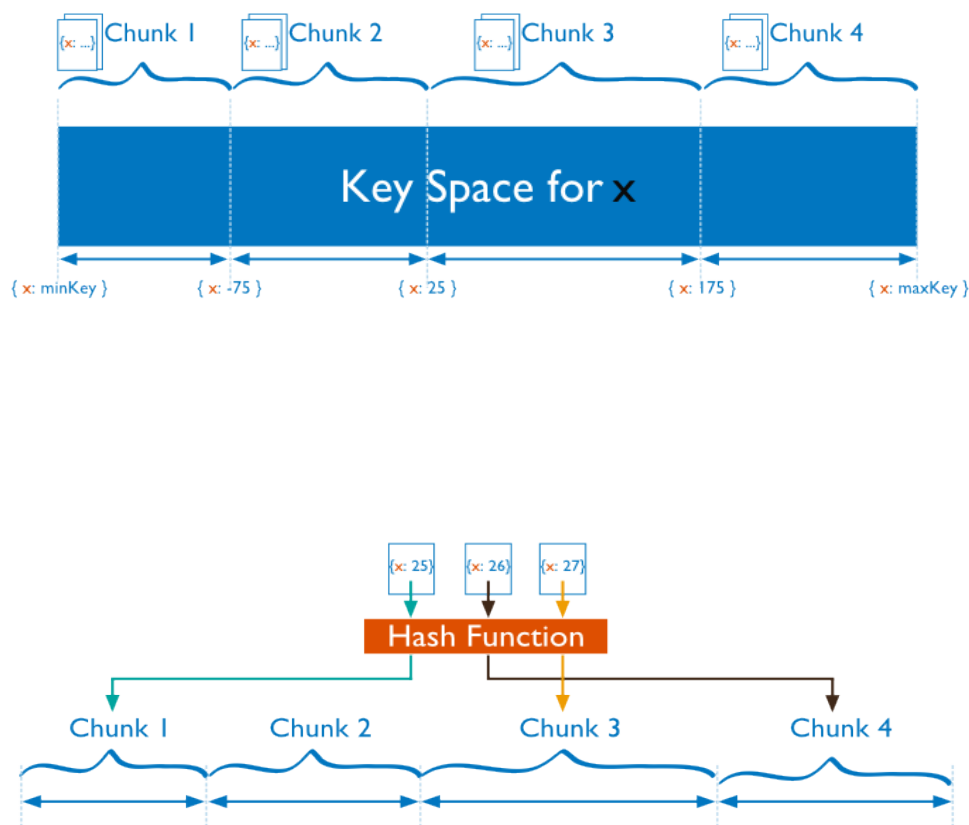 {x: ...} Chunk 1 {x: ...} Chunk 2 {x: ...} Chunk 3 {x: ...} Chunk 4
Key Space for x
{ x: minKey } { x: -75 } { x: 25 } { x: 175 } { x: maxKey }
{x: 25} {x: 26} {x: 27}
Hash Function
Chunk 1 Chunk 2 Chunk 3 Chunk 4